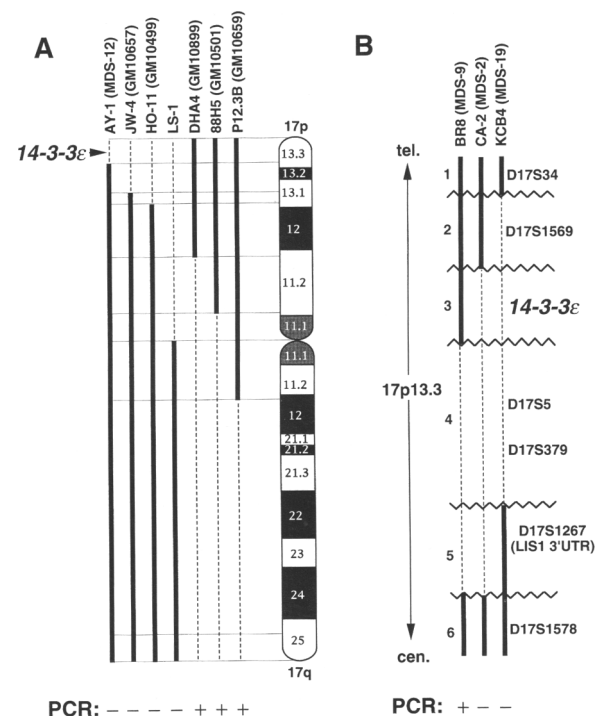 A
AY-1 (MDS-12)
JW-4 (GM10657)
HO-11 (GM10499)
LS-1
DHA4 (GM10899)
88H5 (GM10501)
P12.3B (GM10659)
17p
14-3-3ε
13.3
13.2
13.1
12
11.2
11.1
11.1
11.2
12
21.1
21.2
21.3
22
23
24
25
17q
PCR: − − − − + + +
B
BR8 (MDS-9)
CA-2 (MDS-2)
KCB4 (MDS-19)
tel.
1 D17S34
2 D17S1569
3 14-3-3ε
17p13.3
4 D17S5
D17S379
5 D17S1267
(LIS1 3'UTR)
6 D17S1578
cen.
PCR: + − −